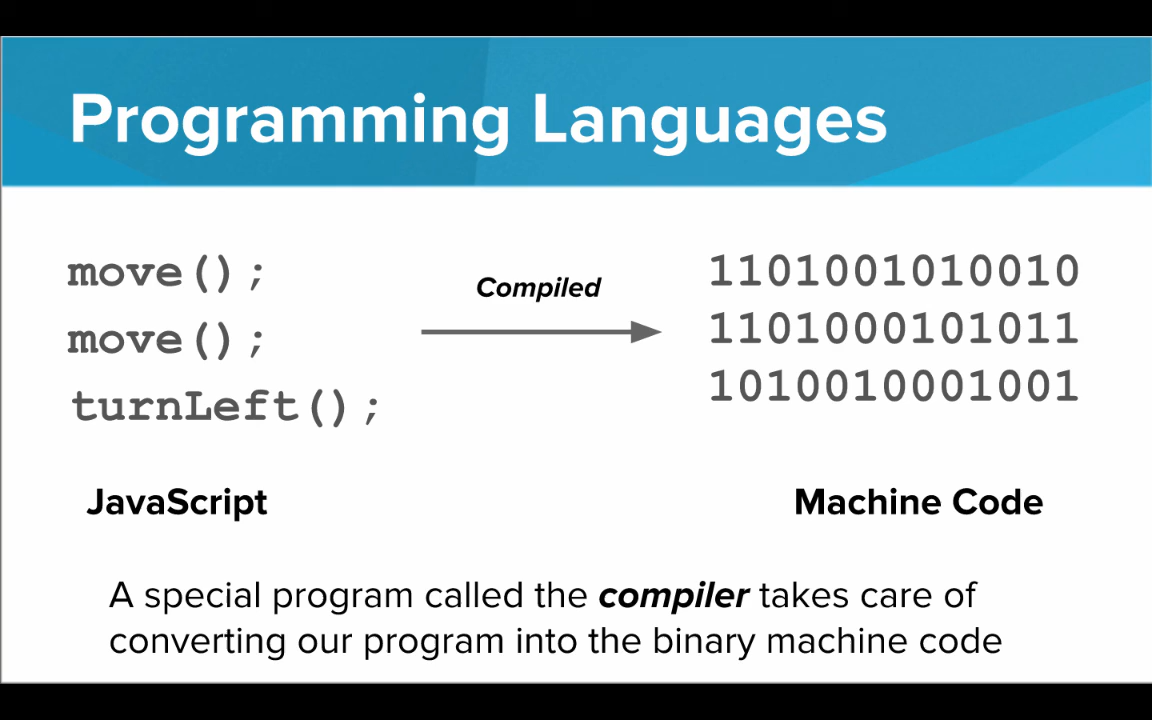 Programming Languages
move();
move();
turnLeft();
Compiled
1101001010010
1101000101011
1010010001001
JavaScript
Machine Code
A special program called the compiler takes care of
converting our program into the binary machine code